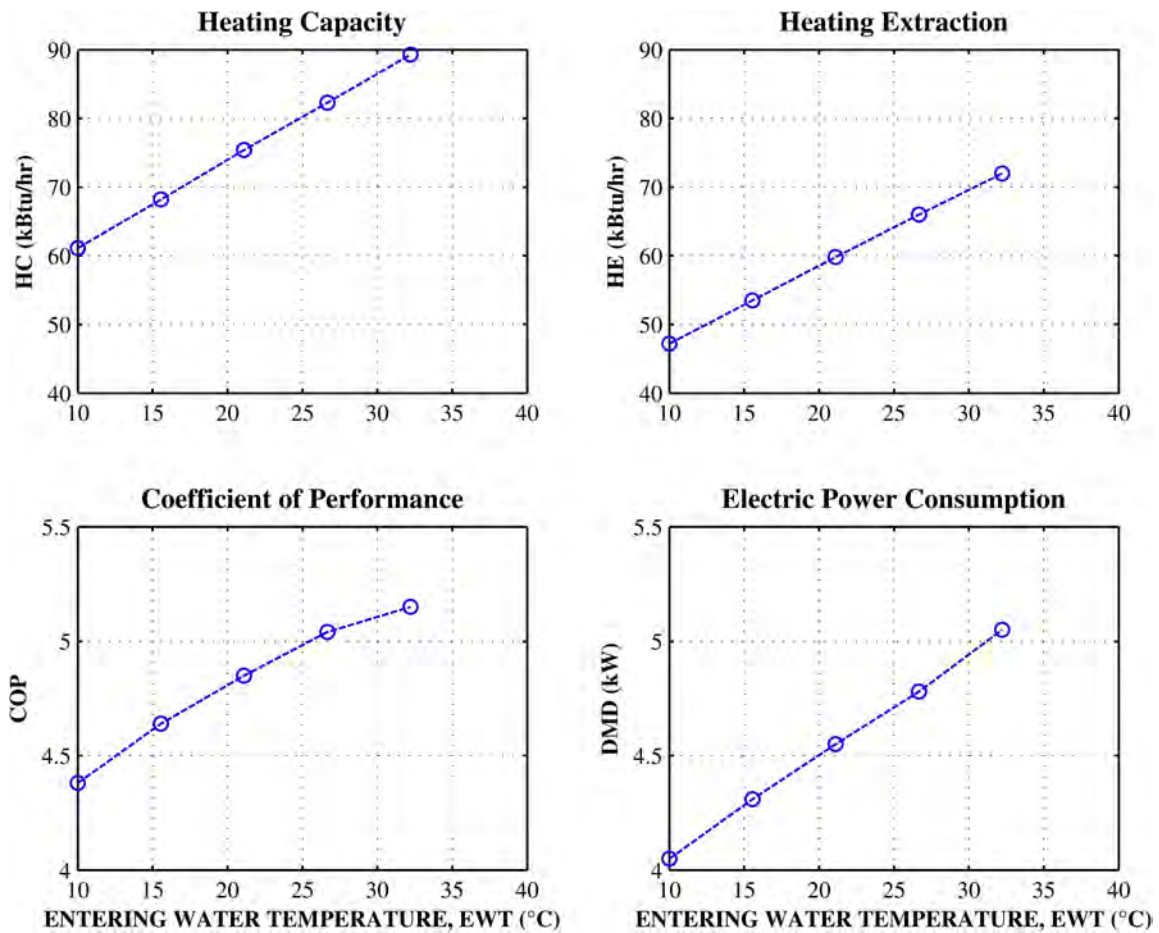 Heating Capacity
HC (kBtu/hr)
90
80
70
60
50
40
10 15 20 25 30 35 40
Heating Extraction
HE (kBtu/hr)
90
80
70
60
50
40
10 15 20 25 30 35 40
Coefficient of Performance
COP
5.5
5
4.5
4
10 15 20 25 30 35 40
ENTERING WATER TEMPERATURE, EWT (°C)
Electric Power Consumption
DMD (kW)
5.5
5
4.5
4
10 15 20 25 30 35 40
ENTERING WATER TEMPERATURE, EWT (°C)